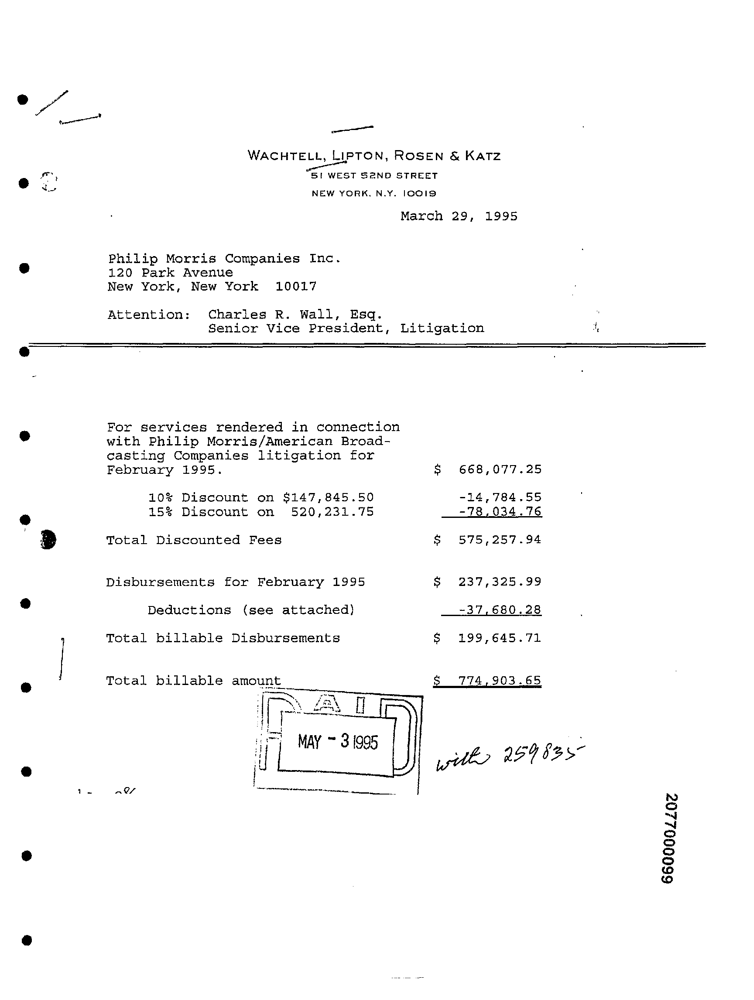 WACHTELL, LIPTON, ROSEN & KATZ
51 WEST 52ND STREET
NEW YORK, N.Y. 10019
March 29, 1995
Philip Morris Companies Inc.
120 Park Avenue
New York, New York 10017
Attention: Charles R. Wall, Esq.
Senior Vice President, Litigation
For services rendered in connection
with Philip Morris/American Broad-
casting Companies litigation for
February 1995. $ 668,077.25
10% Discount on $147,845.50 -14,784.55
15% Discount on 520,231.75 -78,034.76
Total Discounted Fees $ 575,257.94
Disbursements for February 1995 $ 237,325.99
Deductions (see attached) -37,680.28
Total billable Disbursements $ 199,645.71
Total billable amount $ 774,903.65
PAID
MAY - 3 1995
with 259835
2077000099